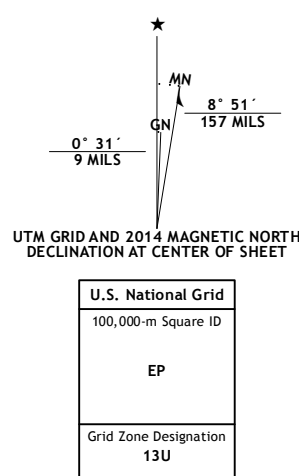 MN
GN
8° 51´
157 MILS
0° 31´
9 MILS
UTM GRID AND 2014 MAGNETIC NORTH
DECLINATION AT CENTER OF SHEET
U.S. National Grid
100,000-m Square ID
EP
Grid Zone Designation
13U